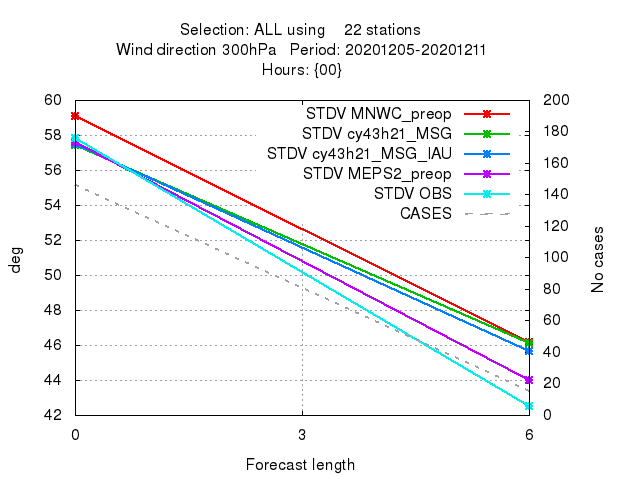 Selection: ALL using    22 stations
Wind direction 300hPa   Period: 20201205-20201211
Hours: {00}
60 200
STDV MNWC_preop
STDV cy43h21_MSG
STDV cy43h21_MSG_IAU
STDV MEPS2_preop
STDV OBS
CASES
58 180
56 160
54 140
52 120
50 100
48 80
46 60
44 40
42 20
0
deg
No cases
0 3 6
Forecast length